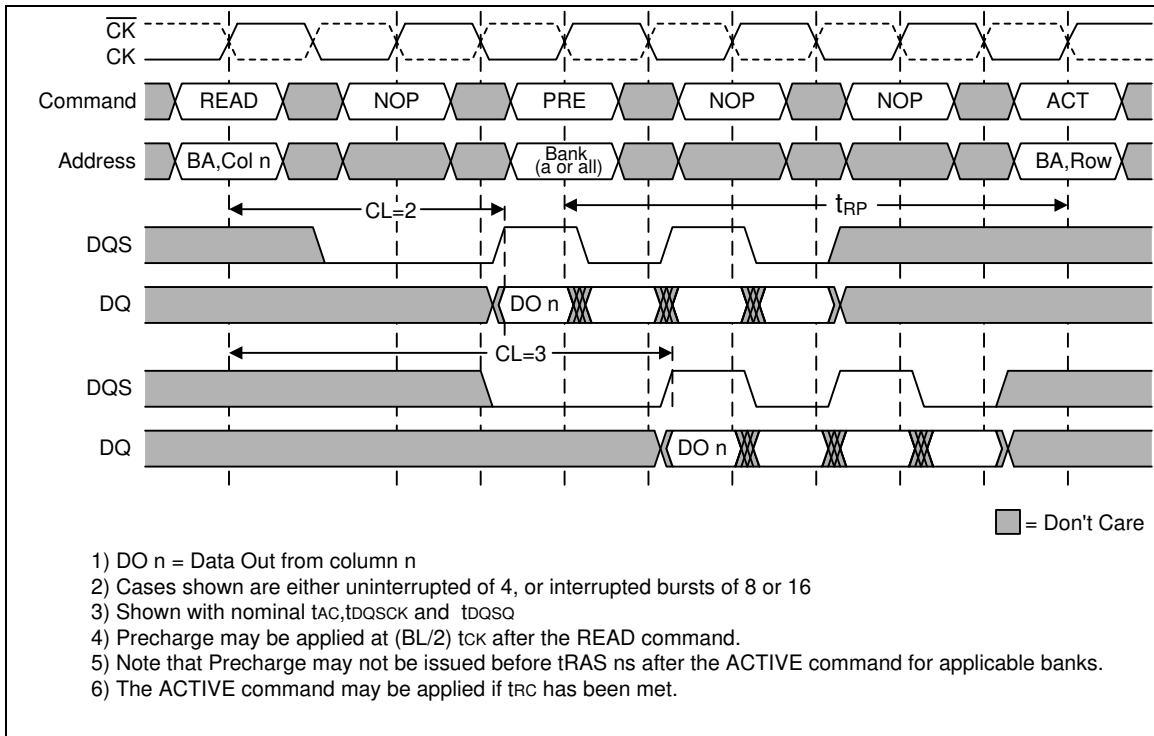 CK
CK
Command READ NOP PRE NOP NOP ACT
Address BA,Col n Bank (a or all) BA,Row
CL=2 tRP
DQS
DQ DO n
CL=3
DQS
DQ DO n
= Don't Care
1) DO n = Data Out from column n
2) Cases shown are either uninterrupted of 4, or interrupted bursts of 8 or 16
3) Shown with nominal tAC,tDQSCK and tDQSQ
4) Precharge may be applied at (BL/2) tCK after the READ command.
5) Note that Precharge may not be issued before tRAS ns after the ACTIVE command for applicable banks.
6) The ACTIVE command may be applied if tRC has been met.